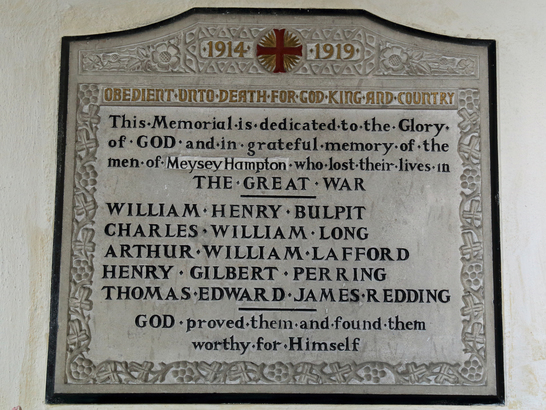 1914 · 1919
OBEDIENT·UNTO·DEATH·FOR·GOD·KING·AND·COUNTRY
This·Memorial·is·dedicated·to·the·Glory·
of·GOD·and·in·grateful·memory·of·the
men·of·Meysey Hampton·who·lost·their·lives·in
THE·GREAT·WAR
WILLIAM·HENRY·BULPIT
CHARLES·WILLIAM·LONG
ARTHUR·WILLIAM·LAFFORD
HENRY·GILBERT·PERRING
THOMAS·EDWARD·JAMES·REDDING
GOD·proved·them·and·found·them
worthy·for·Himself